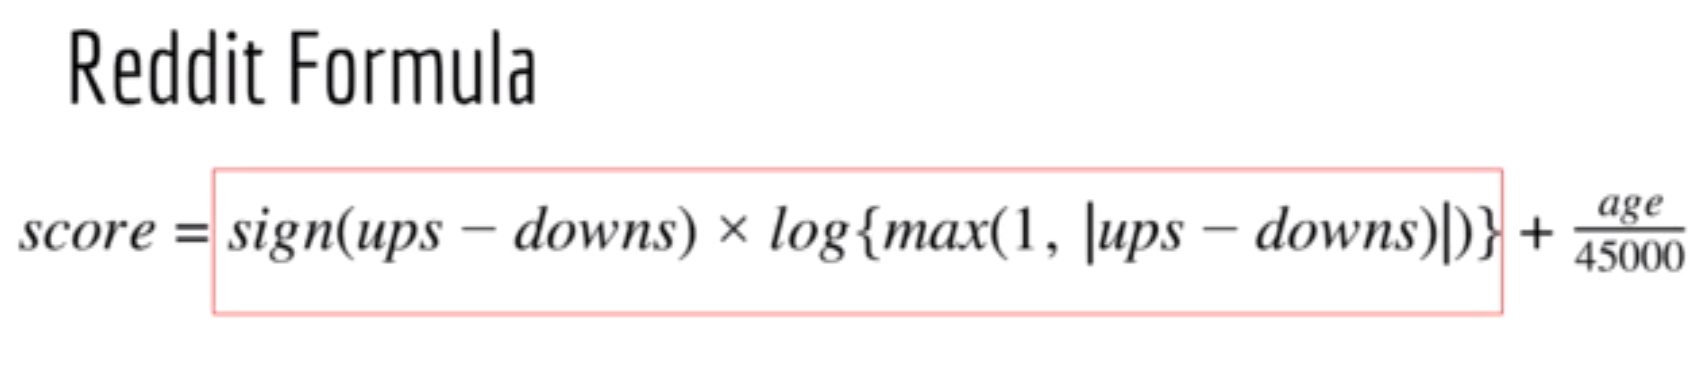 Reddit Formula
score = sign(ups − downs) × log{max(1, |ups − downs)|)} + age/45000